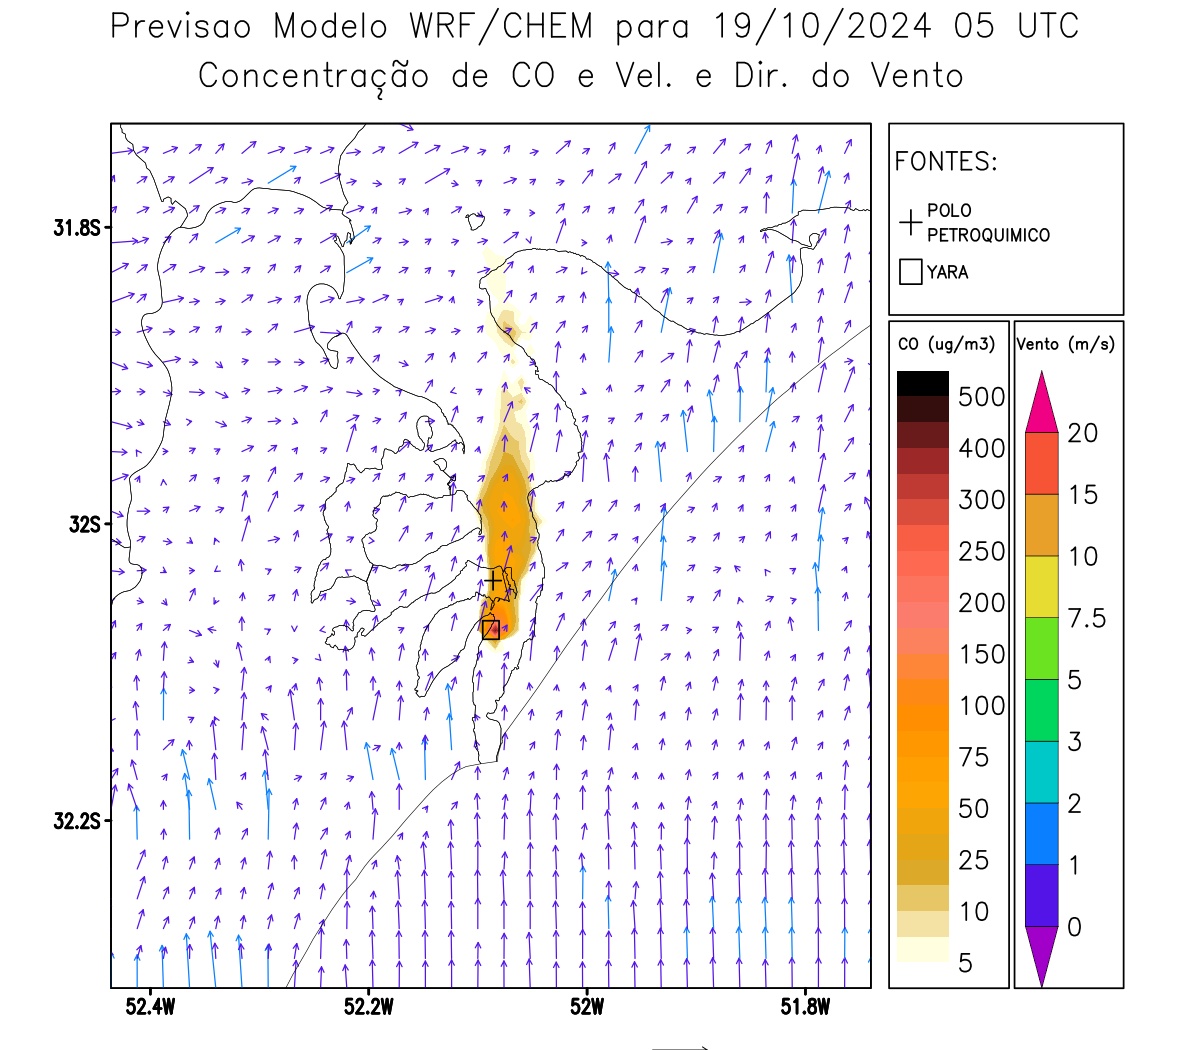 Previsao Modelo WRF/CHEM para 19/10/2024 05 UTC
Concentração de CO e Vel. e Dir. do Vento
FONTES:
POLO
PETROQUIMICO
YARA
CO (ug/m3)
500
400
300
250
200
150
100
75
50
25
10
5
Vento (m/s)
20
15
10
7.5
5
3
2
1
0
31.8S
32S
32.2S
52.4W
52.2W
52W
51.8W